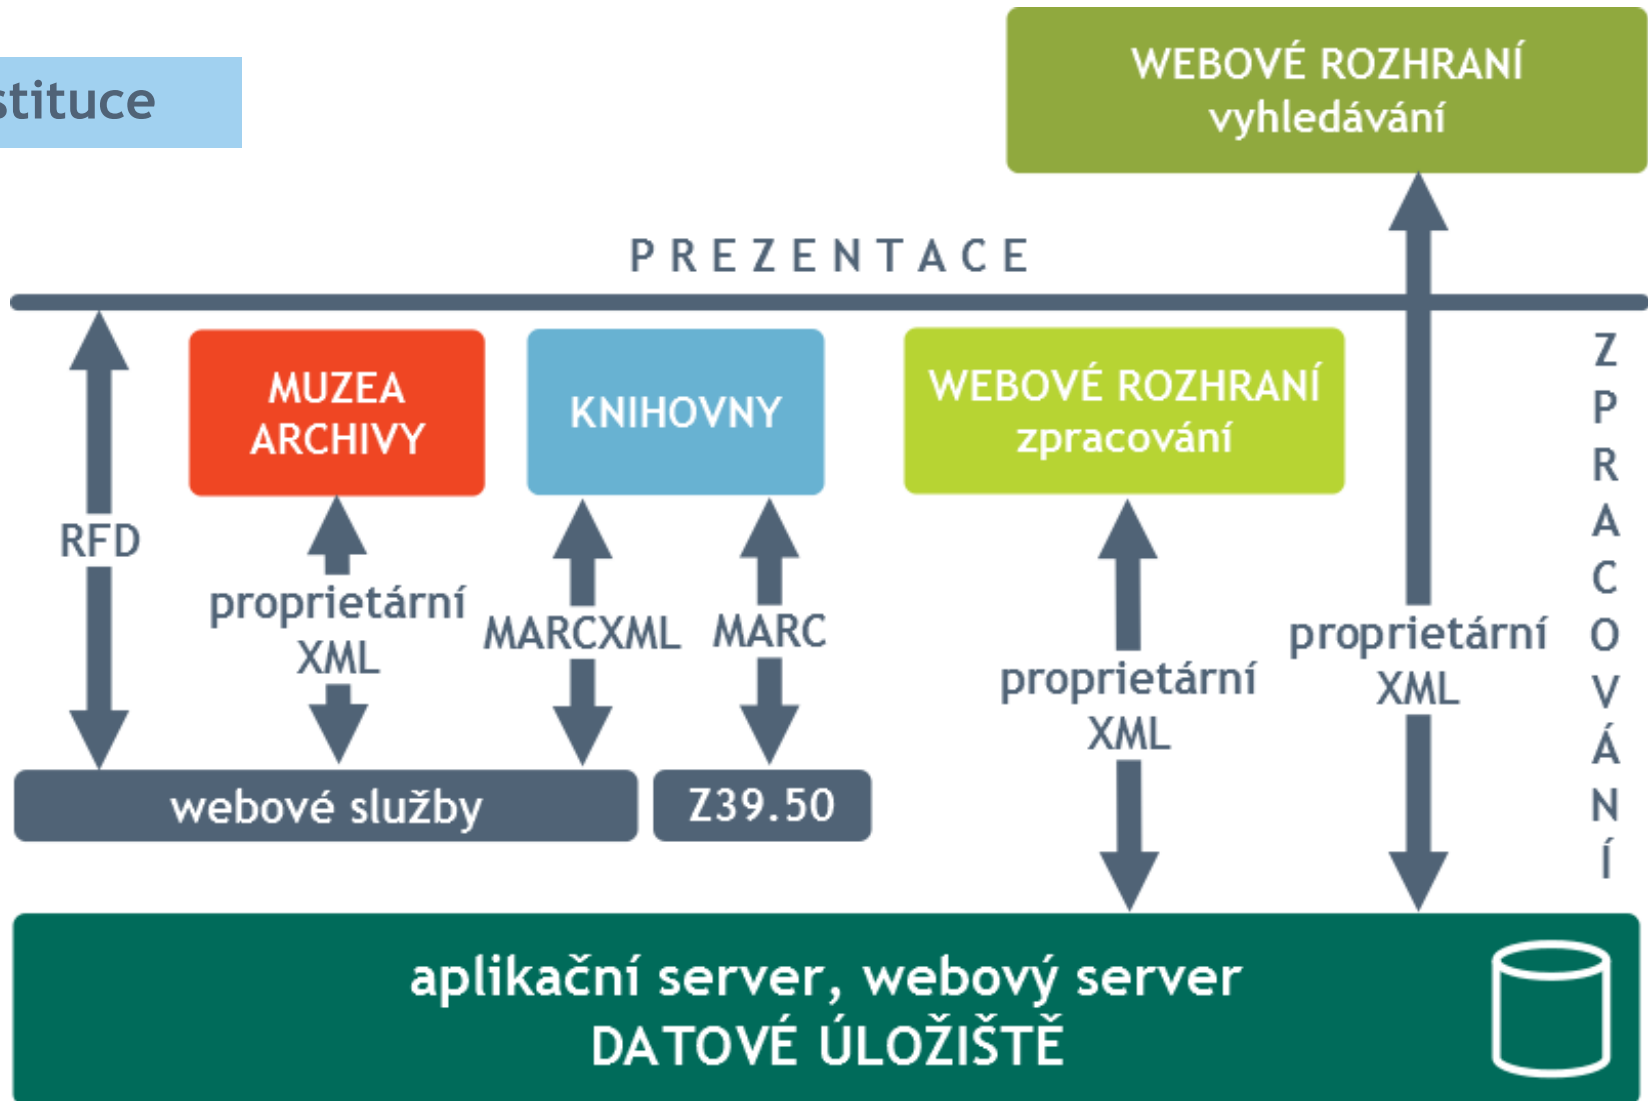 stituce
WEBOVÉ ROZHRANÍ
vyhledávání
PREZENTACE
MUZEA
ARCHIVY
KNIHOVNY
WEBOVÉ ROZHRANÍ
zpracování
ZPRACOVÁNÍ
RFD
proprietární
XML
MARCXML
MARC
proprietární
XML
proprietární
XML
webové služby
Z39.50
aplikační server, webový server
DATOVÉ ÚLOŽIŠTĚ